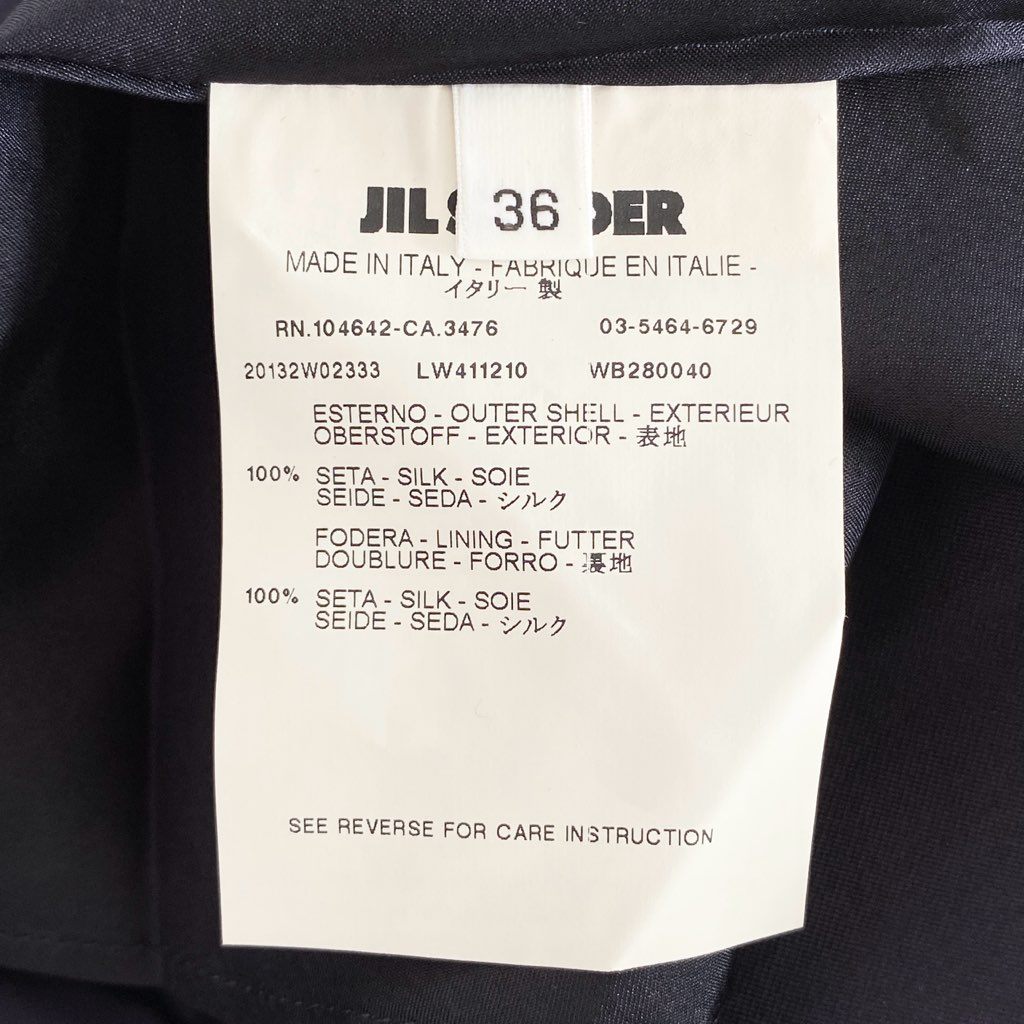 JIL S DER
36
MADE IN ITALY - FABRIQUE EN ITALIE -
イタリー 製
RN.104642-CA.3476 03-5464-6729
20132W02333 LW411210 WB280040
ESTERNO - OUTER SHELL - EXTERIEUR
OBERSTOFF - EXTERIOR - 表地
100% SETA - SILK - SOIE
SEIDE - SEDA - シルク
FODERA - LINING - FUTTER
DOUBLURE - FORRO - 裏地
100% SETA - SILK - SOIE
SEIDE - SEDA - シルク
SEE REVERSE FOR CARE INSTRUCTION